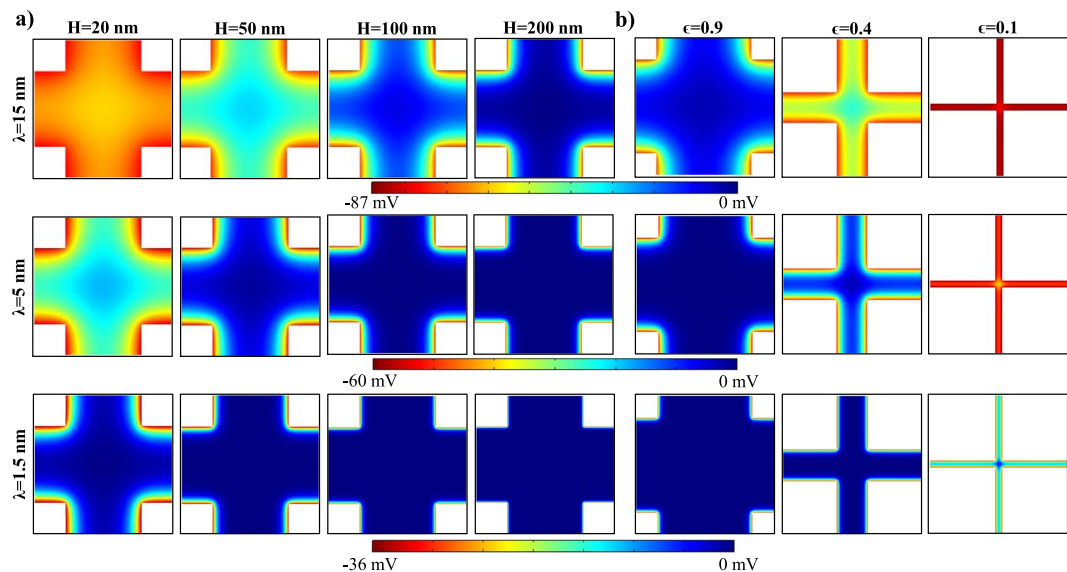 a)
H=20 nm H=50 nm H=100 nm H=200 nm
b)
ϵ=0.9 ϵ=0.4 ϵ=0.1
λ=15 nm
-87 mV 0 mV
λ=5 nm
-60 mV 0 mV
λ=1.5 nm
-36 mV 0 mV